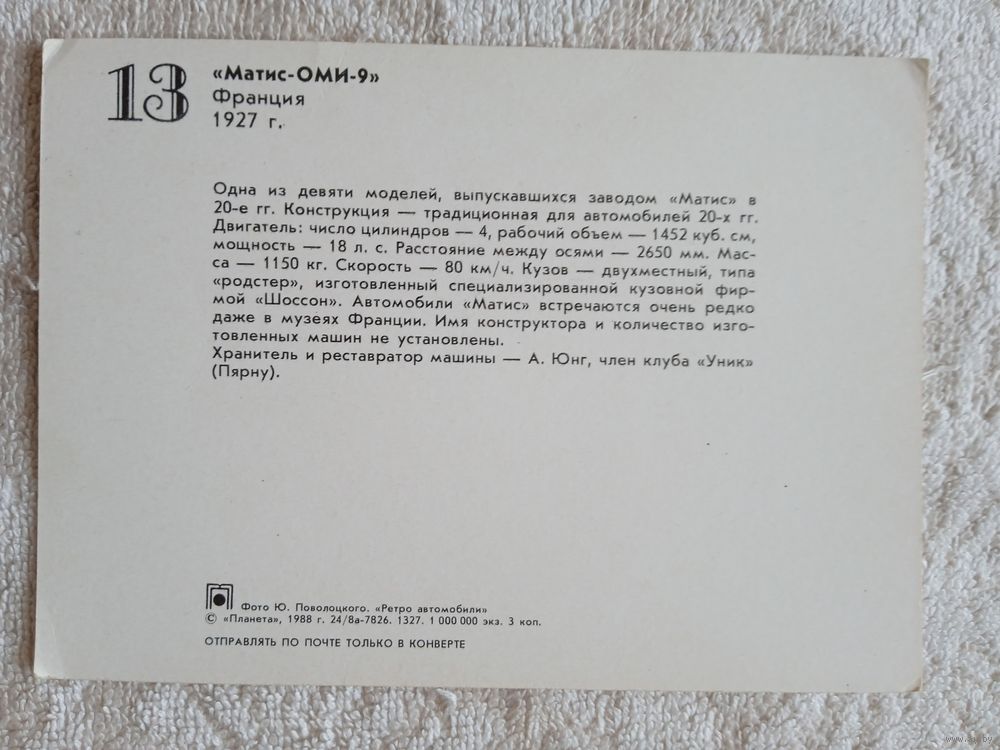 13
«Матис-ОМИ-9»
Франция
1927 г.
Одна из девяти моделей, выпускавшихся заводом «Матис» в
20-е гг. Конструкция — традиционная для автомобилей 20-х гг.
Двигатель: число цилиндров — 4, рабочий объем — 1452 куб. см,
мощность — 18 л. с. Расстояние между осями — 2650 мм. Мас-
са — 1150 кг. Скорость — 80 км/ч. Кузов — двухместный, типа
«родстер», изготовленный специализированной кузовной фир-
мой «Шоссон». Автомобили «Матис» встречаются очень редко
даже в музеях Франции. Имя конструктора и количество изго-
товленных машин не установлены.
Хранитель и реставратор машины — А. Юнг, член клуба «Уник»
(Пярну).
Фото Ю. Поволоцкого. «Ретро автомобили»
© «Планета», 1988 г. 24/8а-7826. 1327. 1 000 000 экз. 3 коп.
ОТПРАВЛЯТЬ ПО ПОЧТЕ ТОЛЬКО В КОНВЕРТЕ